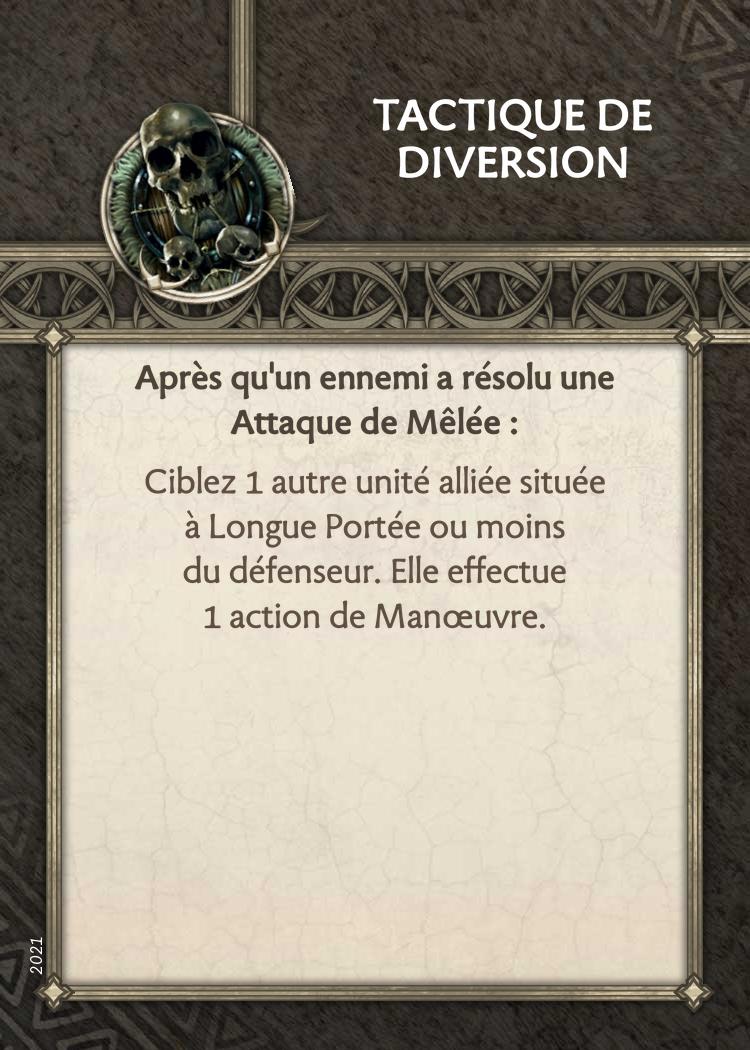 TACTIQUE DE
DIVERSION
Après qu'un ennemi a résolu une
Attaque de Mêlée :
Ciblez 1 autre unité alliée située
à Longue Portée ou moins
du défenseur. Elle effectue
1 action de Manœuvre.
2021